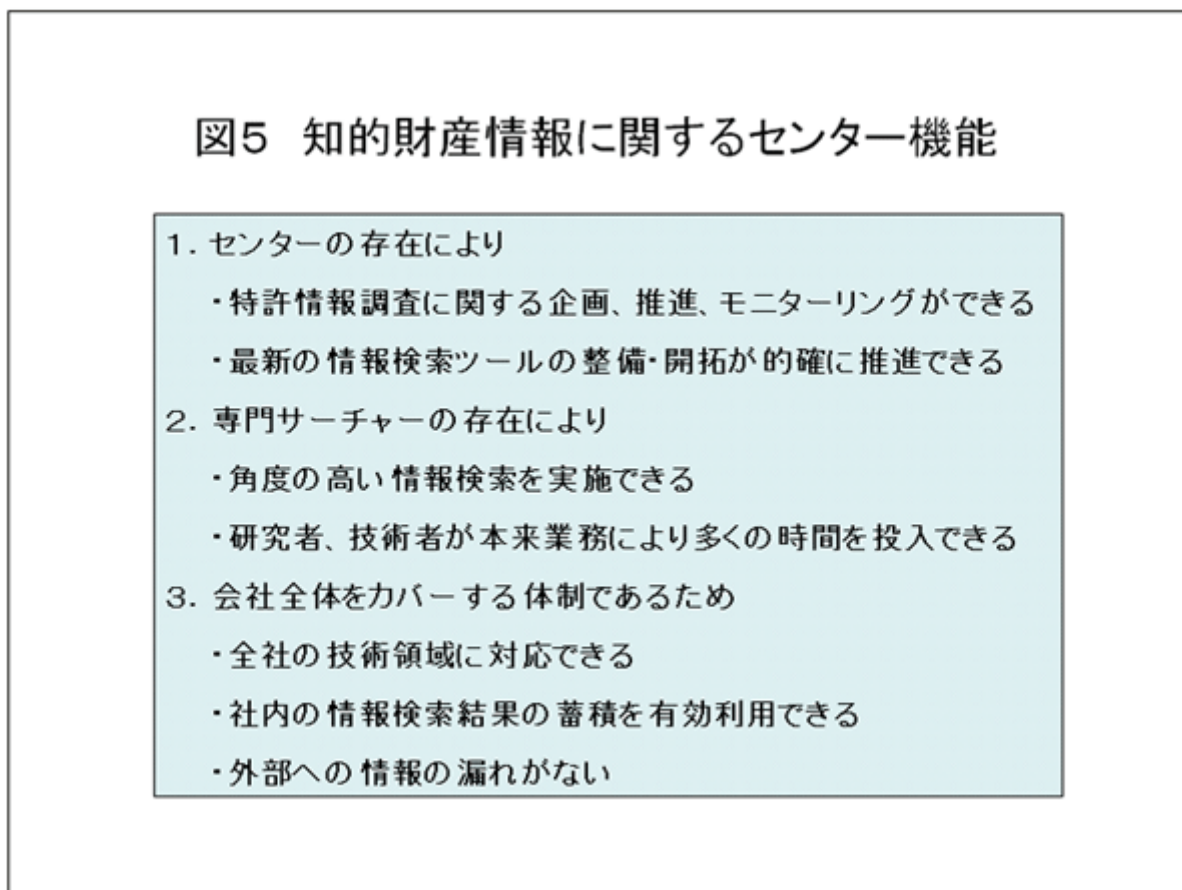 図5 知的財産情報に関するセンター機能
1. センターの存在により
・特許情報調査に関する企画、推進、モニターリングができる
・最新の情報検索ツールの整備・開拓が的確に推進できる
2. 専門サーチャーの存在により
・角度の高い情報検索を実施できる
・研究者、技術者が本来業務により多くの時間を投入できる
3. 会社全体をカバーする体制であるため
・全社の技術領域に対応できる
・社内の情報検索結果の蓄積を有効利用できる
・外部への情報の漏れがない